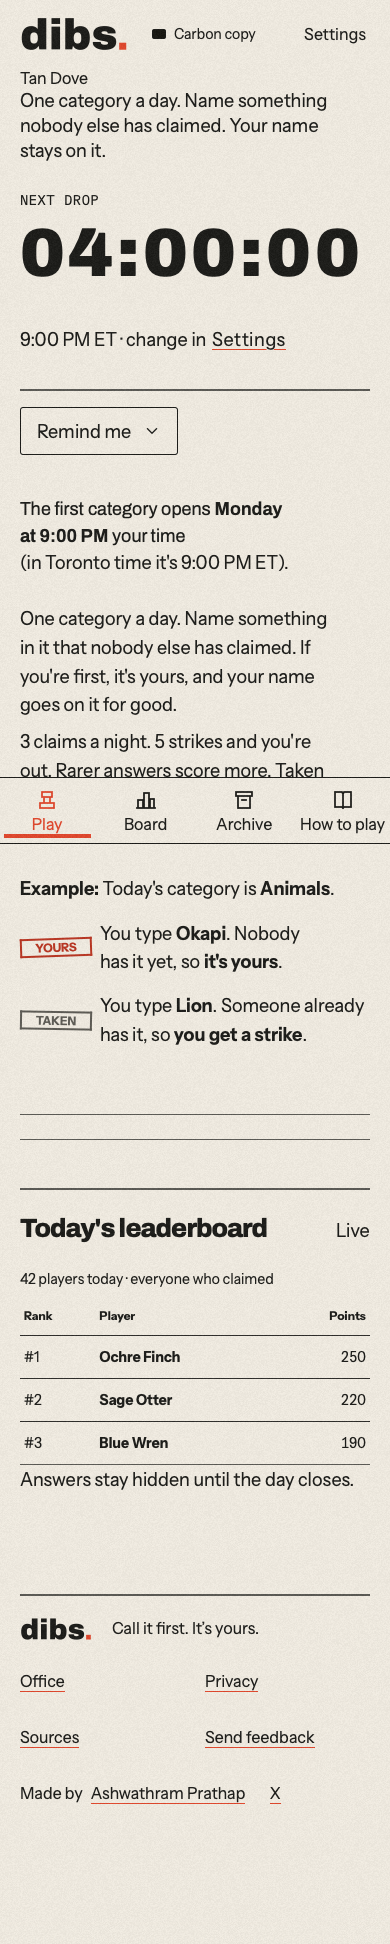 dibs.
Carbon copy
Settings
Tan Dove
One category a day. Name something
nobody else has claimed. Your name
stays on it.
NEXT DROP
04:00:00
9:00 PM ET · change in Settings
Remind me
The first category opens Monday
at 9:00 PM your time
(in Toronto time it's 9:00 PM ET).
One category a day. Name something
in it that nobody else has claimed. If
you're first, it's yours, and your name
goes on it for good.
3 claims a night. 5 strikes and you're
out. Rarer answers score more. Taken
Play
Board
Archive
How to play
Example: Today's category is Animals.
YOURS
You type Okapi. Nobody
has it yet, so it's yours.
TAKEN
You type Lion. Someone already
has it, so you get a strike.
Today's leaderboard
Live
42 players today · everyone who claimed
Rank Player Points
#1 Ochre Finch 250
#2 Sage Otter 220
#3 Blue Wren 190
Answers stay hidden until the day closes.
dibs.
Call it first. It's yours.
Office
Privacy
Sources
Send feedback
Made by Ashwathram Prathap X